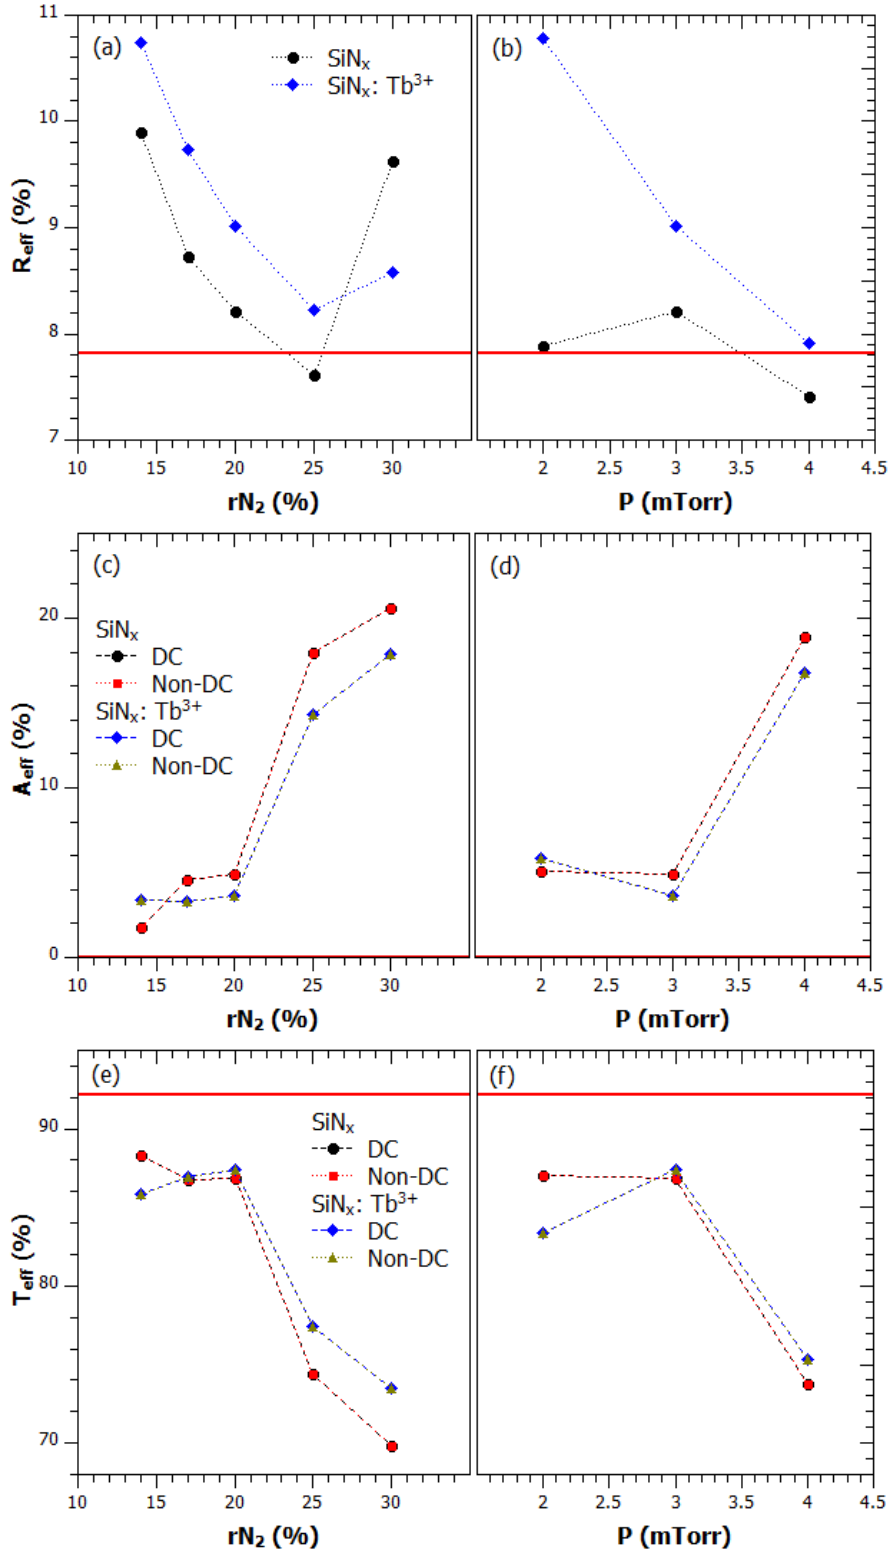 (a)
SiNx
SiNx: Tb3+
(b)
11
10
9
8
7
Reff (%)
10 15 20 25 30
rN2 (%)
2 2.5 3 3.5 4 4.5
P (mTorr)
(c)
SiNx
DC
Non-DC
SiNx: Tb3+
DC
Non-DC
(d)
20
10
0
Aeff (%)
10 15 20 25 30
rN2 (%)
2 2.5 3 3.5 4 4.5
P (mTorr)
(e)
SiNx
DC
Non-DC
SiNx: Tb3+
DC
Non-DC
(f)
90
80
70
Teff (%)
10 15 20 25 30
rN2 (%)
2 2.5 3 3.5 4 4.5
P (mTorr)